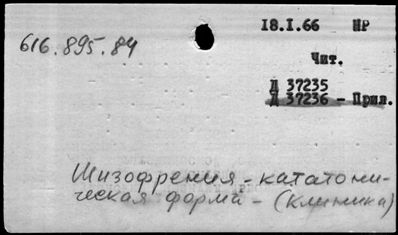 18.I.66 НР
616.895.84
Чит.
Д 37235
Д 37236 - Прил.
Шизофрения - кататони-
ческая форма - (клиника)